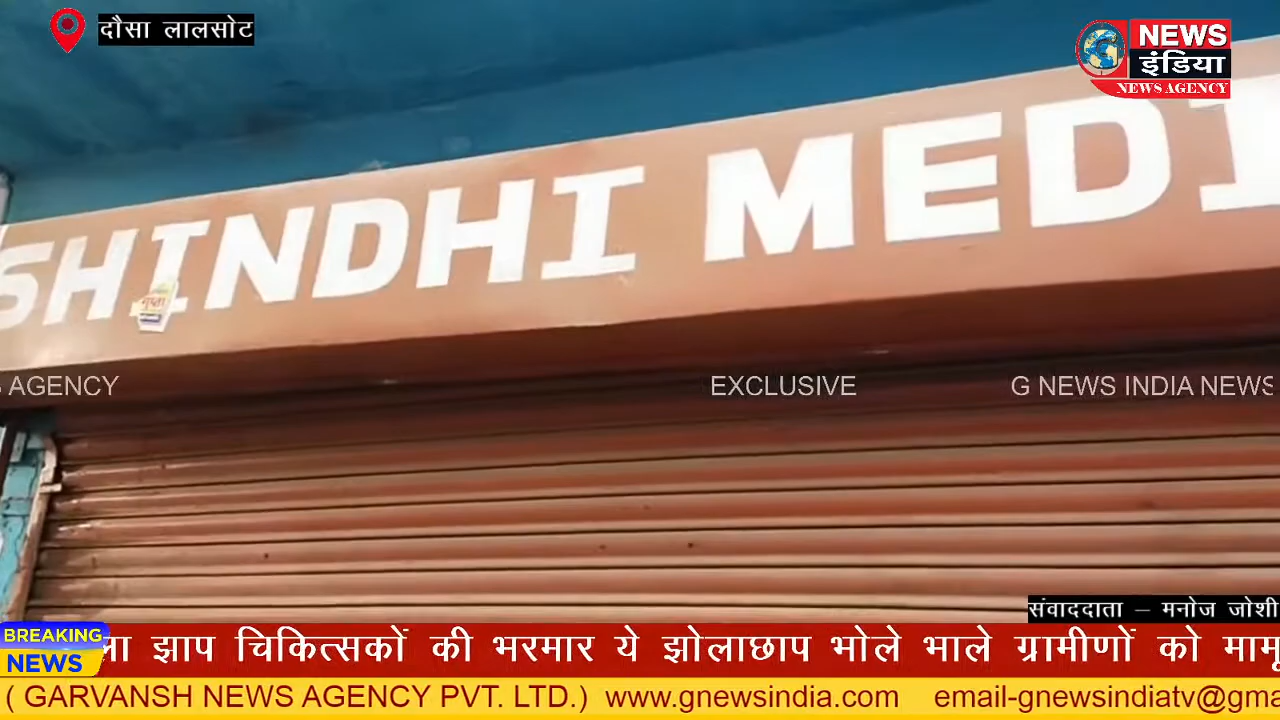 दौसा लालसोट
NEWS
इंडिया
NEWS AGENCY
SHINDHI MEDI
गुप्ता
AGENCY
EXCLUSIVE
G NEWS INDIA NEWS
संवाददाता – मनोज जोशी
BREAKING
NEWS
ला झाप चिकित्सकों की भरमार ये झोलाछाप भोले भाले ग्रामीणों को मामू
( GARVANSH NEWS AGENCY PVT. LTD.) www.gnewsindia.com email-gnewsindiatv@gma